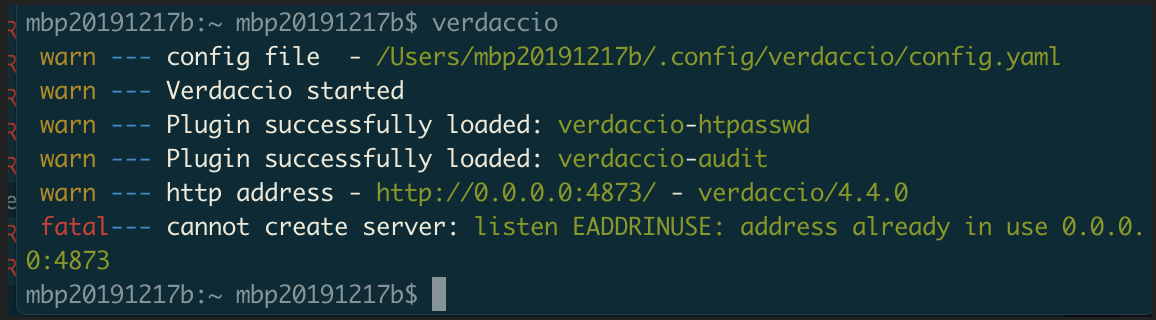 mbp20191217b:~ mbp20191217b$ verdaccio
warn --- config file  - /Users/mbp20191217b/.config/verdaccio/config.yaml
warn --- Verdaccio started
warn --- Plugin successfully loaded: verdaccio-htpasswd
warn --- Plugin successfully loaded: verdaccio-audit
warn --- http address - http://0.0.0.0:4873/ - verdaccio/4.4.0
fatal--- cannot create server: listen EADDRINUSE: address already in use 0.0.0.
0:4873
mbp20191217b:~ mbp20191217b$